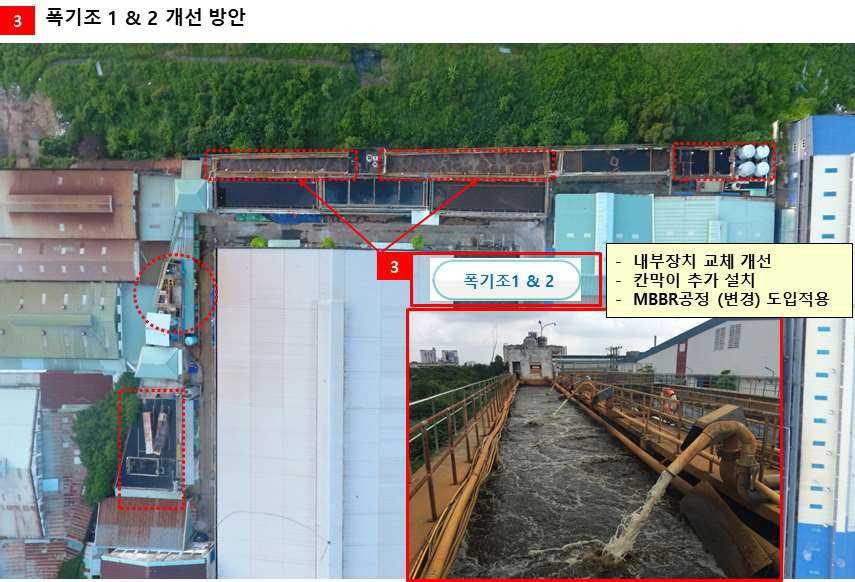 3
폭기조 1 & 2 개선 방안
3
폭기조1 & 2
- 내부장치 교체 개선
- 칸막이 추가 설치
- MBBR공정 (변경) 도입적용